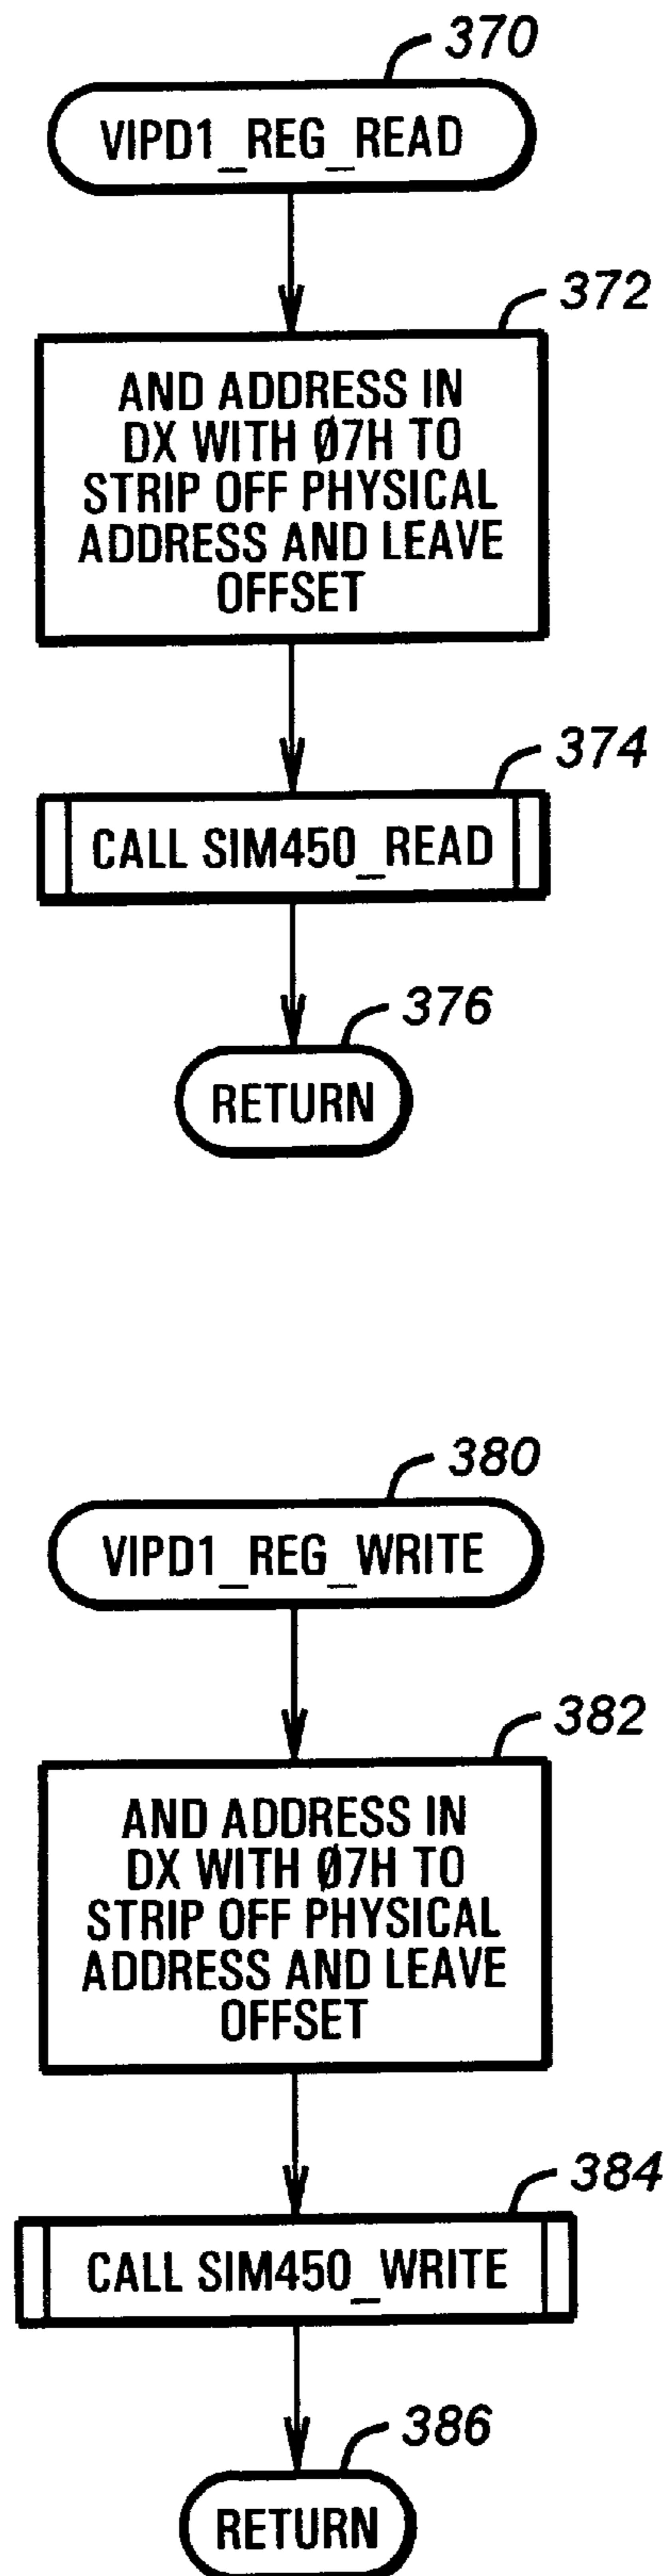 370
VIPD1_REG_READ
372
AND ADDRESS IN
DX WITH Ø7H TO
STRIP OFF PHYSICAL
ADDRESS AND LEAVE
OFFSET
374
CALL SIM450_READ
376
RETURN
380
VIPD1_REG_WRITE
382
AND ADDRESS IN
DX WITH Ø7H TO
STRIP OFF PHYSICAL
ADDRESS AND LEAVE
OFFSET
384
CALL SIM450_WRITE
386
RETURN